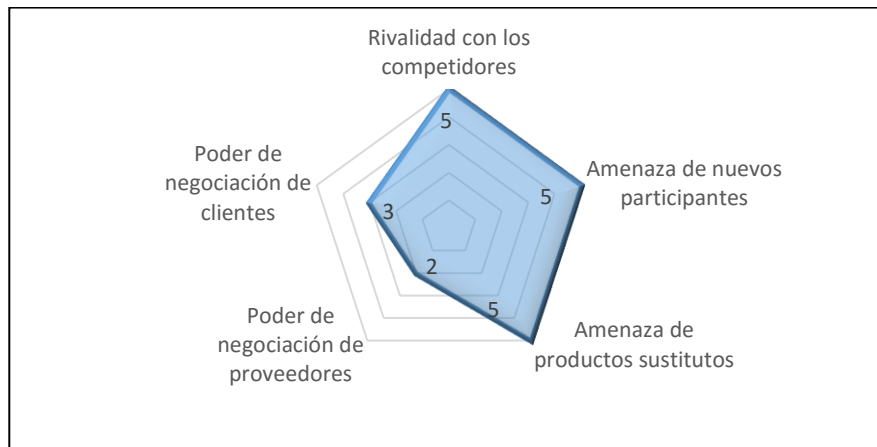 Rivalidad con los
competidores
5
Amenaza de nuevos
participantes
5
Amenaza de
productos sustitutos
5
Poder de
negociación de
proveedores
2
Poder de
negociación de
clientes
3